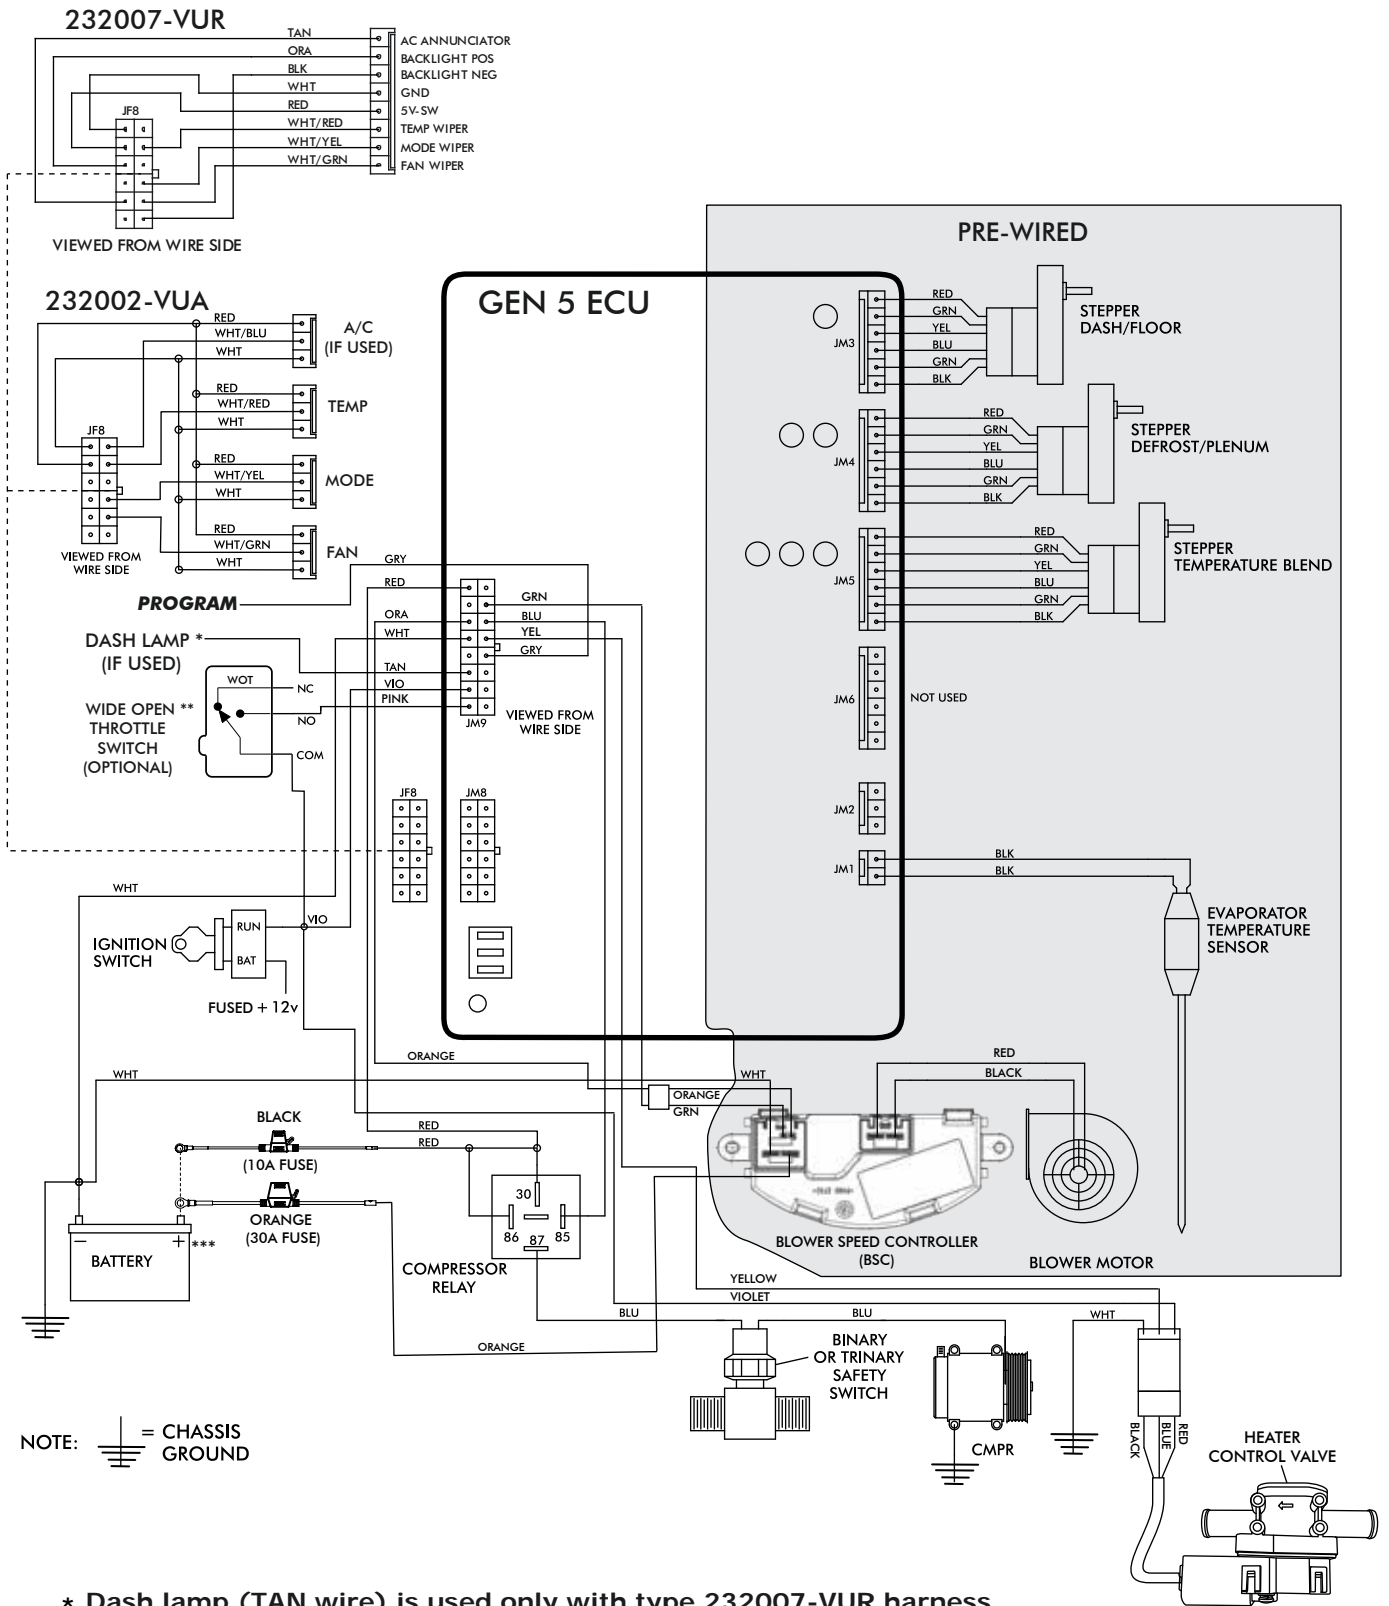 232007-VUR
TAN
ORA
BLK
WHT
RED
WHT/RED
WHT/YEL
WHT/GRN
AC ANNUNCIATOR
BACKLIGHT POS
BACKLIGHT NEG
GND
5V-SW
TEMP WIPER
MODE WIPER
FAN WIPER
JF8
VIEWED FROM WIRE SIDE
232002-VUA
RED
WHT/BLU
WHT
A/C
(IF USED)
RED
WHT/RED
WHT
TEMP
JF8
RED
WHT/YEL
WHT
MODE
RED
WHT/GRN
WHT
FAN
VIEWED FROM
WIRE SIDE
GEN 5 ECU
PRE-WIRED
JM3
RED
GRN
YEL
BLU
GRN
BLK
STEPPER
DASH/FLOOR
JM4
RED
GRN
YEL
BLU
GRN
BLK
STEPPER
DEFROST/PLENUM
JM5
RED
GRN
YEL
BLU
GRN
BLK
STEPPER
TEMPERATURE BLEND
JM6
NOT USED
JM2
JM1
BLK
BLK
EVAPORATOR
TEMPERATURE
SENSOR
PROGRAM
GRY
RED
ORA
WHT
TAN
VIO
PINK
GRN
BLU
YEL
GRY
JM9
VIEWED FROM
WIRE SIDE
DASH LAMP *
(IF USED)
WOT
NC
NO
COM
WIDE OPEN **
THROTTLE
SWITCH
(OPTIONAL)
JF8
JM8
WHT
VIO
IGNITION
SWITCH
RUN
BAT
FUSED + 12v
ORANGE
WHT
WHT
ORANGE
GRN
RED
BLACK
BLACK
(10A FUSE)
RED
RED
ORANGE
(30A FUSE)
30
86
87
85
COMPRESSOR
RELAY
BATTERY
-
+ ***
BLOWER SPEED CONTROLLER
(BSC)
BLOWER MOTOR
YELLOW
VIOLET
BLU
BLU
WHT
ORANGE
BINARY
OR TRINARY
SAFETY
SWITCH
CMPR
BLACK
BLUE
RED
HEATER
CONTROL VALVE
NOTE:
= CHASSIS
GROUND
* Dash lamp (TAN wire) is used only with type 232007-VUR harness